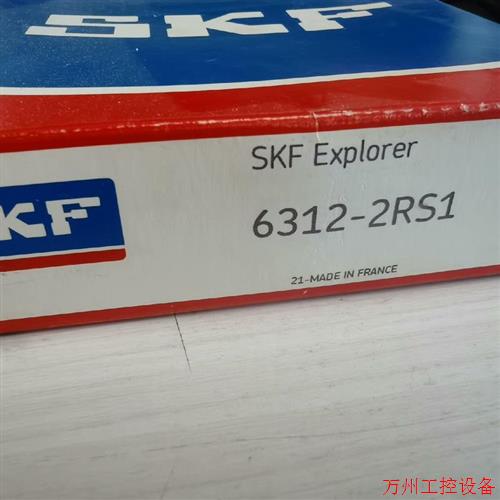 SKF
SKF Explorer
SKF
6312-2RS1
21-MADE IN FRANCE
万州工控设备